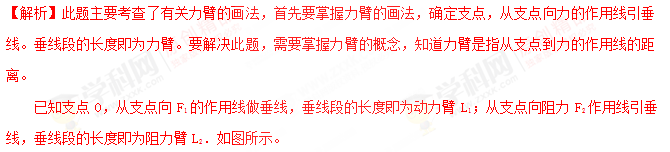 【解析】此题主要考查了有关力臂的画法，首先要掌握力臂的画法，确定支点，从支点向力的作用线引垂
线。垂线段的长度即为力臂。要解决此题，需要掌握力臂的概念，知道力臂是指从支点到力的作用线的距
离。
已知支点 O，从支点向 F₁的作用线做垂线，垂线段的长度即为动力臂 L₁；从支点向阻力 F₂作用线引垂
线，垂线段的长度即为阻力臂 L₂．如图所示。